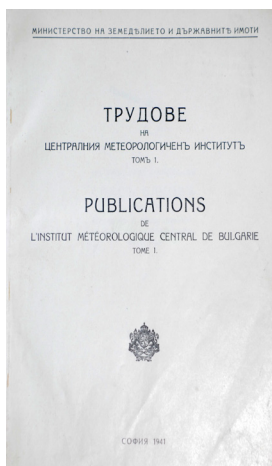 МИНИСТЕРСТВО НА ЗЕМЕДѢЛИЕТО И ДЪРЖАВНИТѢ ИМОТИ
ТРУДОВЕ
НА
ЦЕНТРАЛНИЯ МЕТЕОРОЛОГИЧЕНЪ ИНСТИТУТЪ
ТОМЪ I.
PUBLICATIONS
DE
L'INSTITUT MÉTÉOROLOGIQUE CENTRAL DE BULGARIE
TOME I.
СОФИЯ 1941